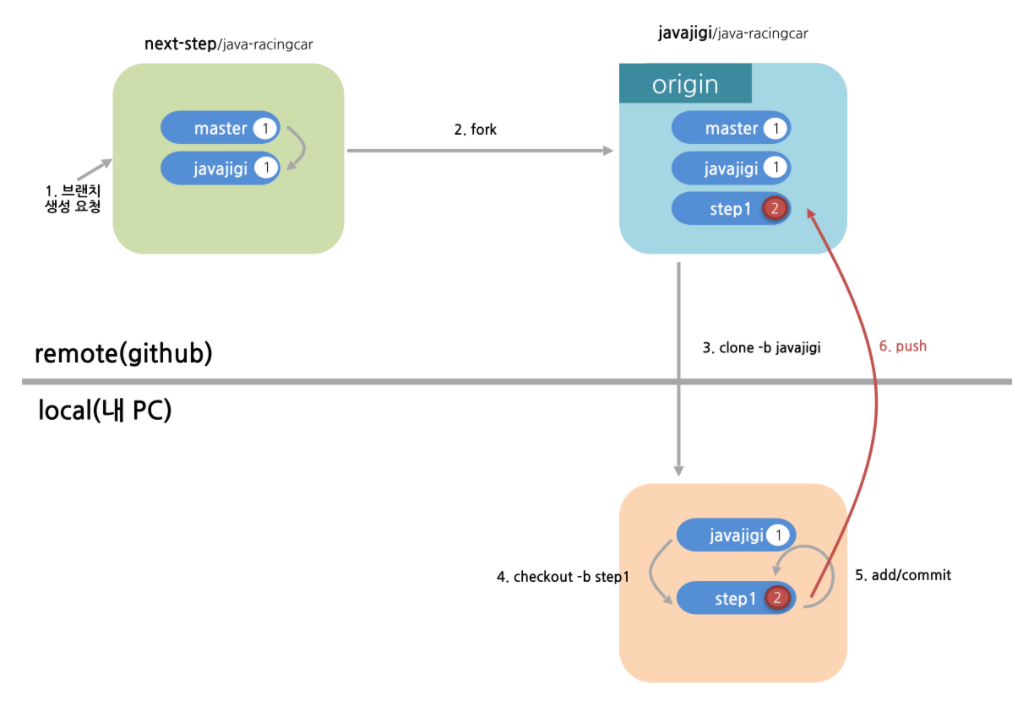 next-step/java-racingcar
javajigi/java-racingcar
origin
master 1
javajigi 1
1. 브랜치
생성 요청
2. fork
master 1
javajigi 1
step1 2
3. clone -b javajigi
6. push
remote(github)
local(내 PC)
javajigi 1
4. checkout -b step1
step1 2
5. add/commit